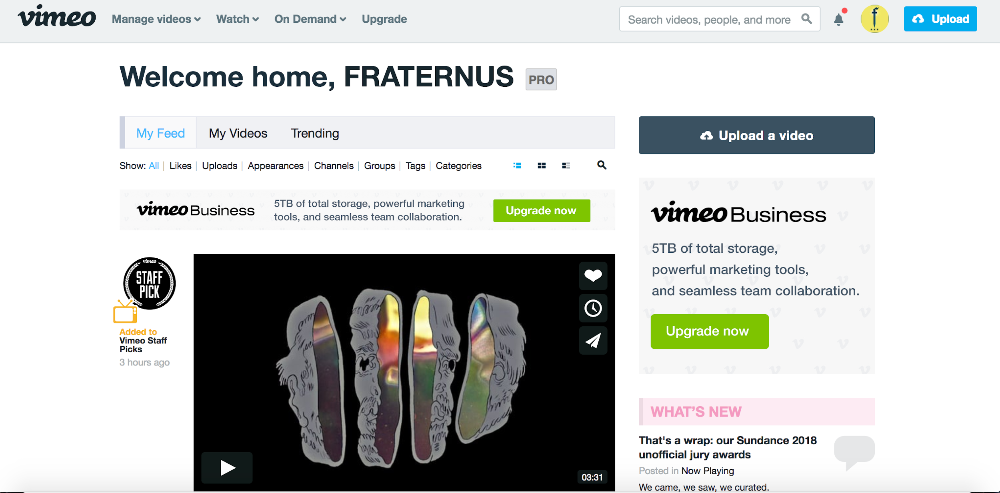 vimeo Manage videos Watch On Demand Upgrade Search videos, people, and more f Upload
Welcome home, FRATERNUS PRO
My Feed My Videos Trending
Show: All | Likes | Uploads | Appearances | Channels | Groups | Tags | Categories
vimeo Business
5TB of total storage, powerful marketing
tools, and seamless team collaboration.
Upgrade now
vimeo
STAFF
PICK
Added to
Vimeo Staff
Picks
3 hours ago
03:31
Upload a video
vimeo Business
5TB of total storage,
powerful marketing tools,
and seamless team collaboration.
Upgrade now
WHAT'S NEW
That's a wrap: our Sundance 2018
unofficial jury awards
Posted in Now Playing
We came, we saw, we curated.